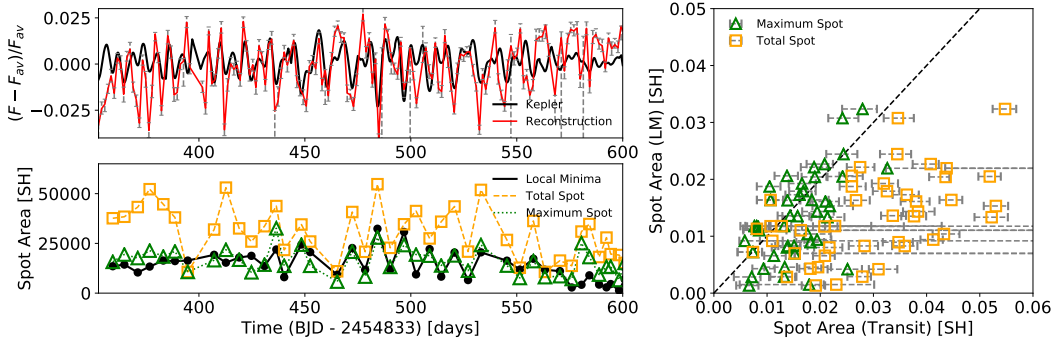 (F − F_av)/F_av
0.025
0.000
−0.025
Kepler
Reconstruction
400
450
500
550
600
Spot Area [SH]
50000
25000
0
Local Minima
Total Spot
Maximum Spot
400
450
500
550
600
Time (BJD - 2454833) [days]
Spot Area (LM) [SH]
0.05
0.04
0.03
0.02
0.01
0.00
Maximum Spot
Total Spot
0.00
0.01
0.02
0.03
0.04
0.05
0.06
Spot Area (Transit) [SH]